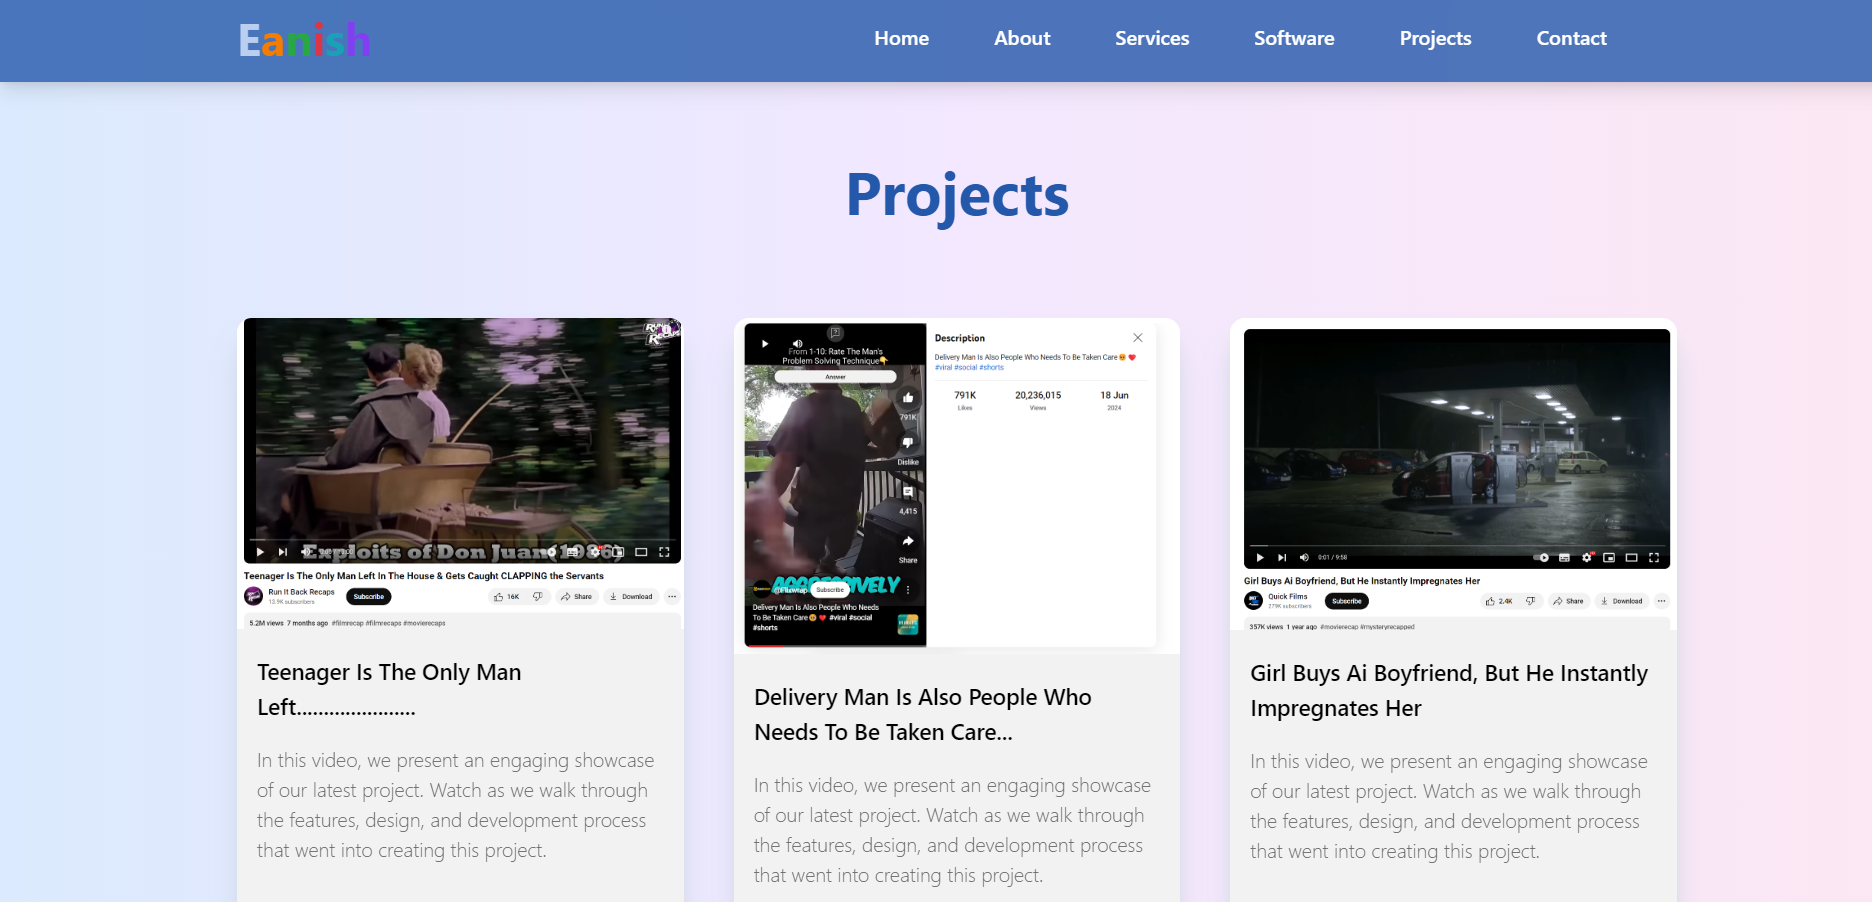 Eanish
Home About Services Software Projects Contact
Projects
Exploits of Don Juan
Teenager Is The Only Man Left In The House & Gets Caught CLAPPING the Servants
Run It Back Recaps
13.9K subscribers
Subscribe
16K
Share
Download
5.2M views 7 months ago #filmrecap #filmrecaps #movierecaps
Teenager Is The Only Man
Left......................
In this video, we present an engaging showcase
of our latest project. Watch as we walk through
the features, design, and development process
that went into creating this project.
From 1-10: Rate The Man's
Problem Solving Technique👇
Answer
791K
Dislike
4,415
Share
AGGRESSIVELY
Subscribe
Delivery Man Is Also People Who Needs
To Be Taken Care😍 ❤️ #viral #social
#shorts
Description
Delivery Man Is Also People Who Needs To Be Taken Care😍 ❤️
#viral #social #shorts
791K 20,236,015 18 Jun
Likes Views 2024
Delivery Man Is Also People Who
Needs To Be Taken Care...
In this video, we present an engaging showcase
of our latest project. Watch as we walk through
the features, design, and development process
that went into creating this project.
0:01 / 9:58
Girl Buys Ai Boyfriend, But He Instantly Impregnates Her
Quick Films
279K subscribers
Subscribe
2.4K
Share
Download
357K views 1 year ago #movierecap #mysteryrecapped
Girl Buys Ai Boyfriend, But He Instantly
Impregnates Her
In this video, we present an engaging showcase
of our latest project. Watch as we walk through
the features, design, and development process
that went into creating this project.